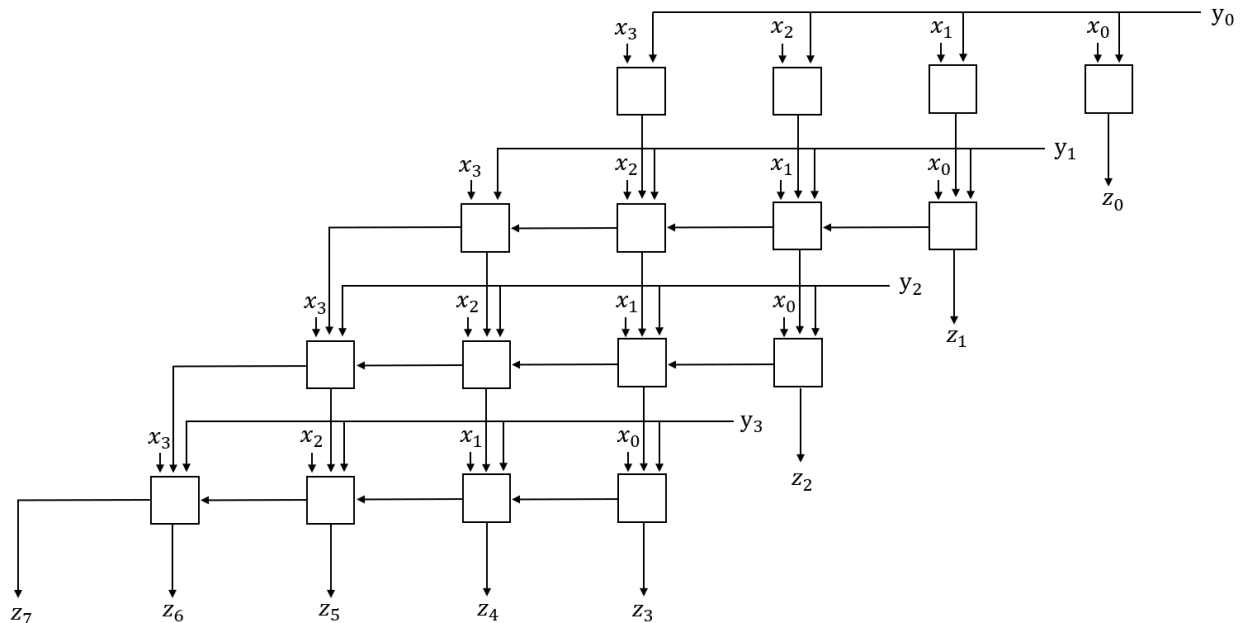 y₀
x₃ x₂ x₁ x₀
y₁
x₃ x₂ x₁ x₀ z₀
y₂
x₃ x₂ x₁ x₀ z₁
y₃
x₃ x₂ x₁ x₀ z₂
z₇ z₆ z₅ z₄ z₃